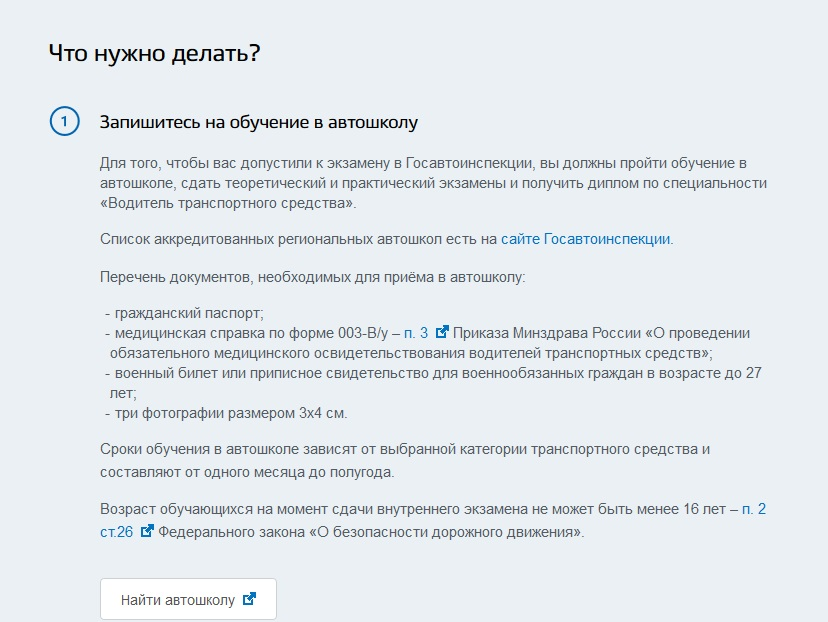 Что нужно делать?
1 Запишитесь на обучение в автошколу
Для того, чтобы вас допустили к экзамену в Госавтоинспекции, вы должны пройти обучение в
автошколе, сдать теоретический и практический экзамены и получить диплом по специальности
«Водитель транспортного средства».
Список аккредитованных региональных автошкол есть на сайте Госавтоинспекции.
Перечень документов, необходимых для приёма в автошколу:
- гражданский паспорт;
- медицинская справка по форме 003-В/у – п. 3 Приказа Минздрава России «О проведении
обязательного медицинского освидетельствования водителей транспортных средств»;
- военный билет или приписное свидетельство для военнообязанных граждан в возрасте до 27
лет;
- три фотографии размером 3х4 см.
Сроки обучения в автошколе зависят от выбранной категории транспортного средства и
составляют от одного месяца до полугода.
Возраст обучающихся на момент сдачи внутреннего экзамена не может быть менее 16 лет – п. 2
ст.26 Федерального закона «О безопасности дорожного движения».
Найти автошколу